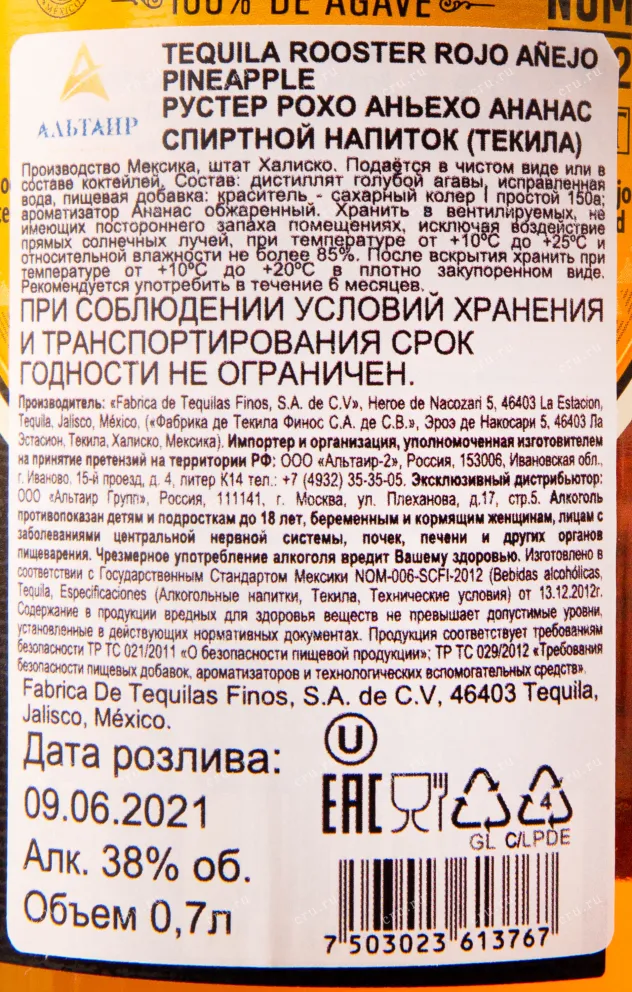 100% DE AGAVE
MÉXICO
NOM
TEQUILA ROOSTER ROJO AÑEJO
PINEAPPLE
АЛЬТАИР
РУСТЕР РОХО АНЬЕХО АНАНАС
СПИРТНОЙ НАПИТОК (ТЕКИЛА)
Производство Мексика, штат Халиско. Подаётся в чистом виде или в
составе коктейлей. Состав: дистиллят голубой агавы, исправленная
вода, пищевая добавка: краситель - сахарный колер I простой 150a;
ароматизатор Ананас обжаренный. Хранить в вентилируемых, не
имеющих постороннего запаха помещениях, исключая воздействие
прямых солнечных лучей, при температуре от +10°С до +25°С и
относительной влажности не более 85%. После вскрытия хранить при
температуре от +10°С до +20°С в плотно закупоренном виде.
Рекомендуется употребить в течение 6 месяцев.
ПРИ СОБЛЮДЕНИИ УСЛОВИЙ ХРАНЕНИЯ
И ТРАНСПОРТИРОВАНИЯ СРОК
ГОДНОСТИ НЕ ОГРАНИЧЕН.
Производитель: «Fabrica de Tequilas Finos, S.A. de C.V», Heroe de Nacozari 5, 46403 La Estacion,
Tequila, Jalisco, México, («Фабрика де Текила Финос С.А. де С.В.», Эроэ де Накосари 5, 46403 Ла
Эстасион, Текила, Халиско, Мексика). Импортер и организация, уполномоченная изготовителем
на принятие претензий на территории РФ: ООО «Альтаир-2», Россия, 153006, Ивановская обл.,
г. Иваново, 15-й проезд, д. 4, литер К14 тел.: +7 (4932) 35-35-05. Эксклюзивный дистрибьютор:
ООО «Альтаир Групп», Россия, 111141, г. Москва, ул. Плеханова, д.17, стр.5. Алкоголь
противопоказан детям и подросткам до 18 лет, беременным и кормящим женщинам, лицам с
заболеваниями центральной нервной системы, почек, печени и других органов
пищеварения. Чрезмерное употребление алкоголя вредит Вашему здоровью. Изготовлено в
соответствии с Государственным Стандартом Мексики NOM-006-SCFI-2012 (Bebidas alcohólicas,
Tequila, Especificaciones (Алкогольные напитки, Текила, Технические условия) от 13.12.2012г.
Содержание в продукции вредных для здоровья веществ не превышает допустимые уровни,
установленные в действующих нормативных документах. Продукция соответствует требованиям
безопасности ТР ТС 021/2011 «О безопасности пищевой продукции»; ТР ТС 029/2012 «Требования
безопасности пищевых добавок, ароматизаторов и технологических вспомогательных средств».
Fabrica De Tequilas Finos, S.A. de C.V, 46403 Tequila,
Jalisco, México.
U
Дата розлива:
09.06.2021
EAC
4
GL C/LPDE
Алк. 38% об.
Объем 0,7л
7 503023 613767